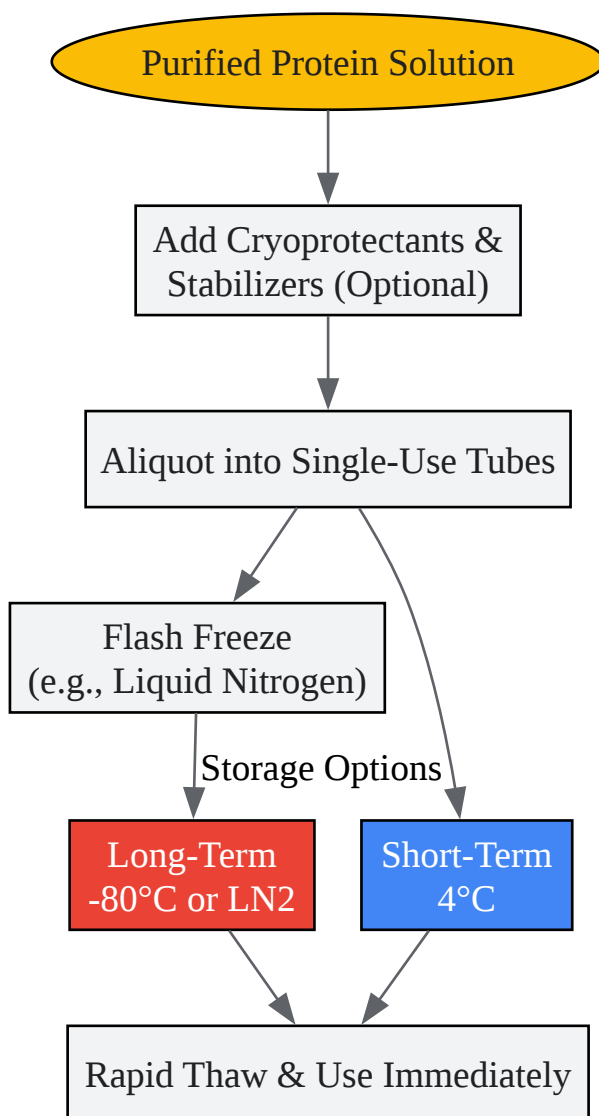 Purified Protein Solution
Add Cryoprotectants &
Stabilizers (Optional)
Aliquot into Single-Use Tubes
Flash Freeze
(e.g., Liquid Nitrogen)
Storage Options
Long-Term
-80°C or LN2
Short-Term
4°C
Rapid Thaw & Use Immediately